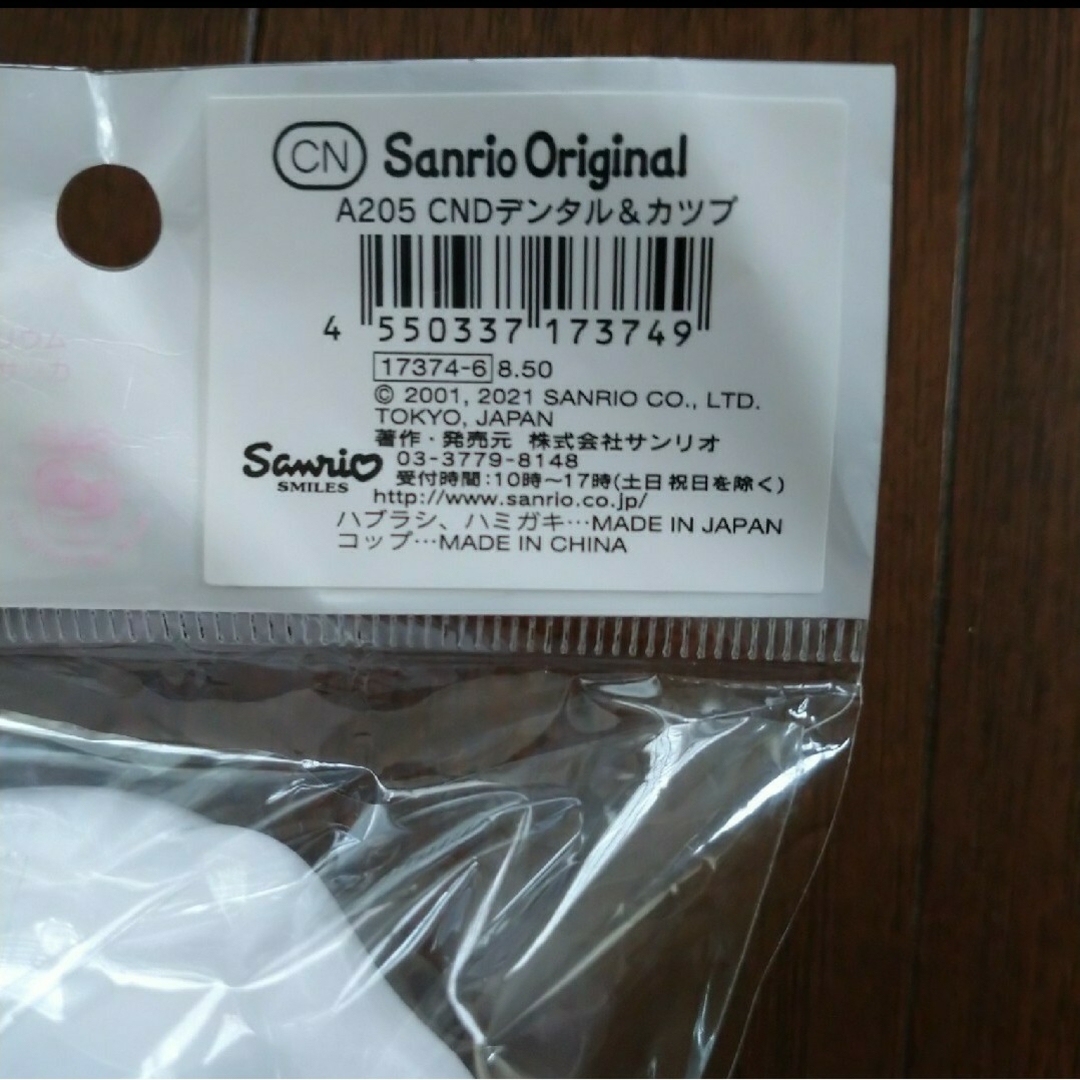 CN Sanrio Original
A205 CNDデンタル&カツプ
4 550337 173749
17374-6 8.50
© 2001, 2021 SANRIO CO., LTD.
TOKYO, JAPAN
著作・発売元 株式会社サンリオ
Sanrio
SMILES
03-3779-8148
受付時間:10時〜17時(土日祝日を除く)
http://www.sanrio.co.jp/
ハブラシ、ハミガキ…MADE IN JAPAN
コップ…MADE IN CHINA